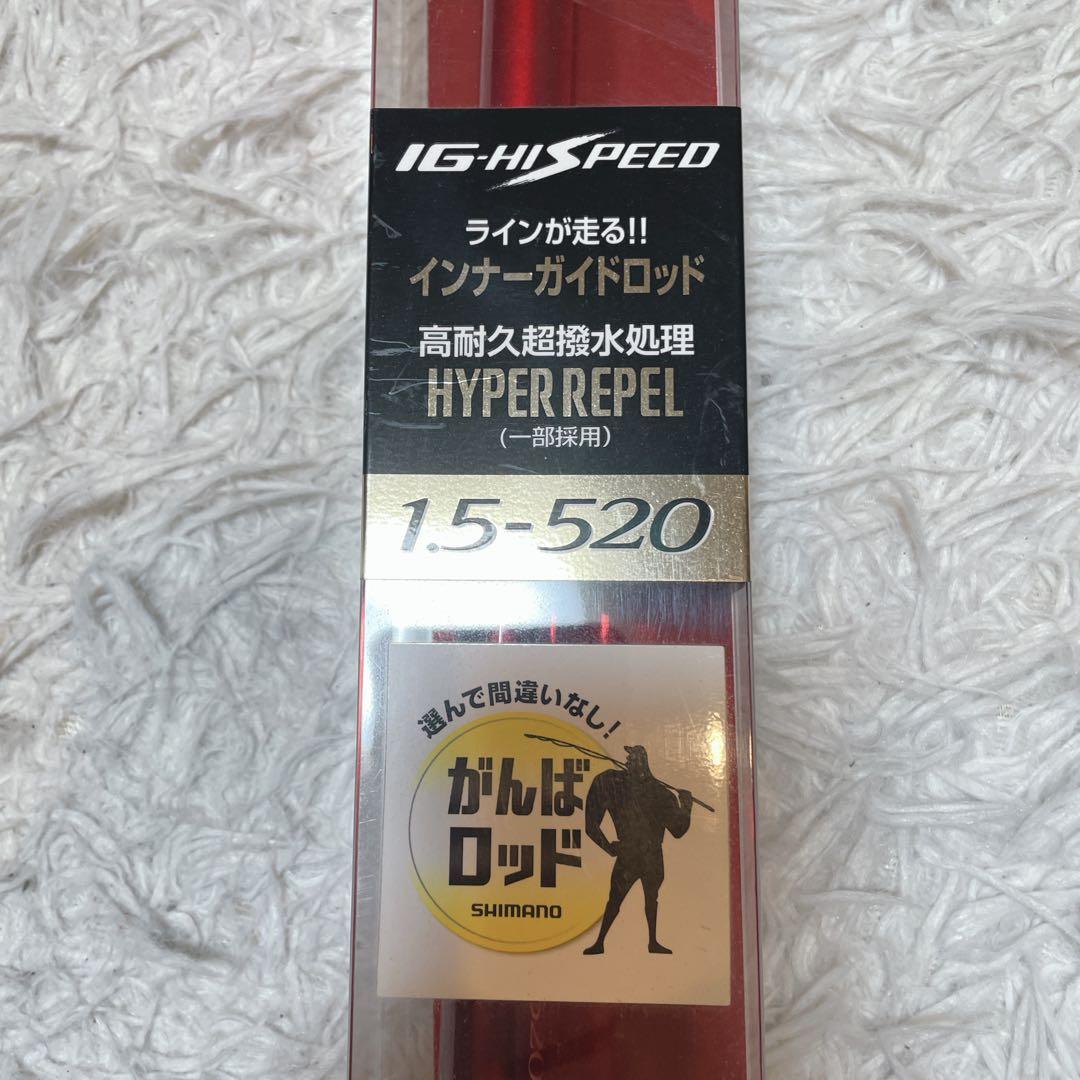 IG-HISPEED
ラインが走る!!
インナーガイドロッド
高耐久超撥水処理
HYPER REPEL
(一部採用)
1.5-520
選んで間違いなし!
がんば
ロッド
SHIMANO